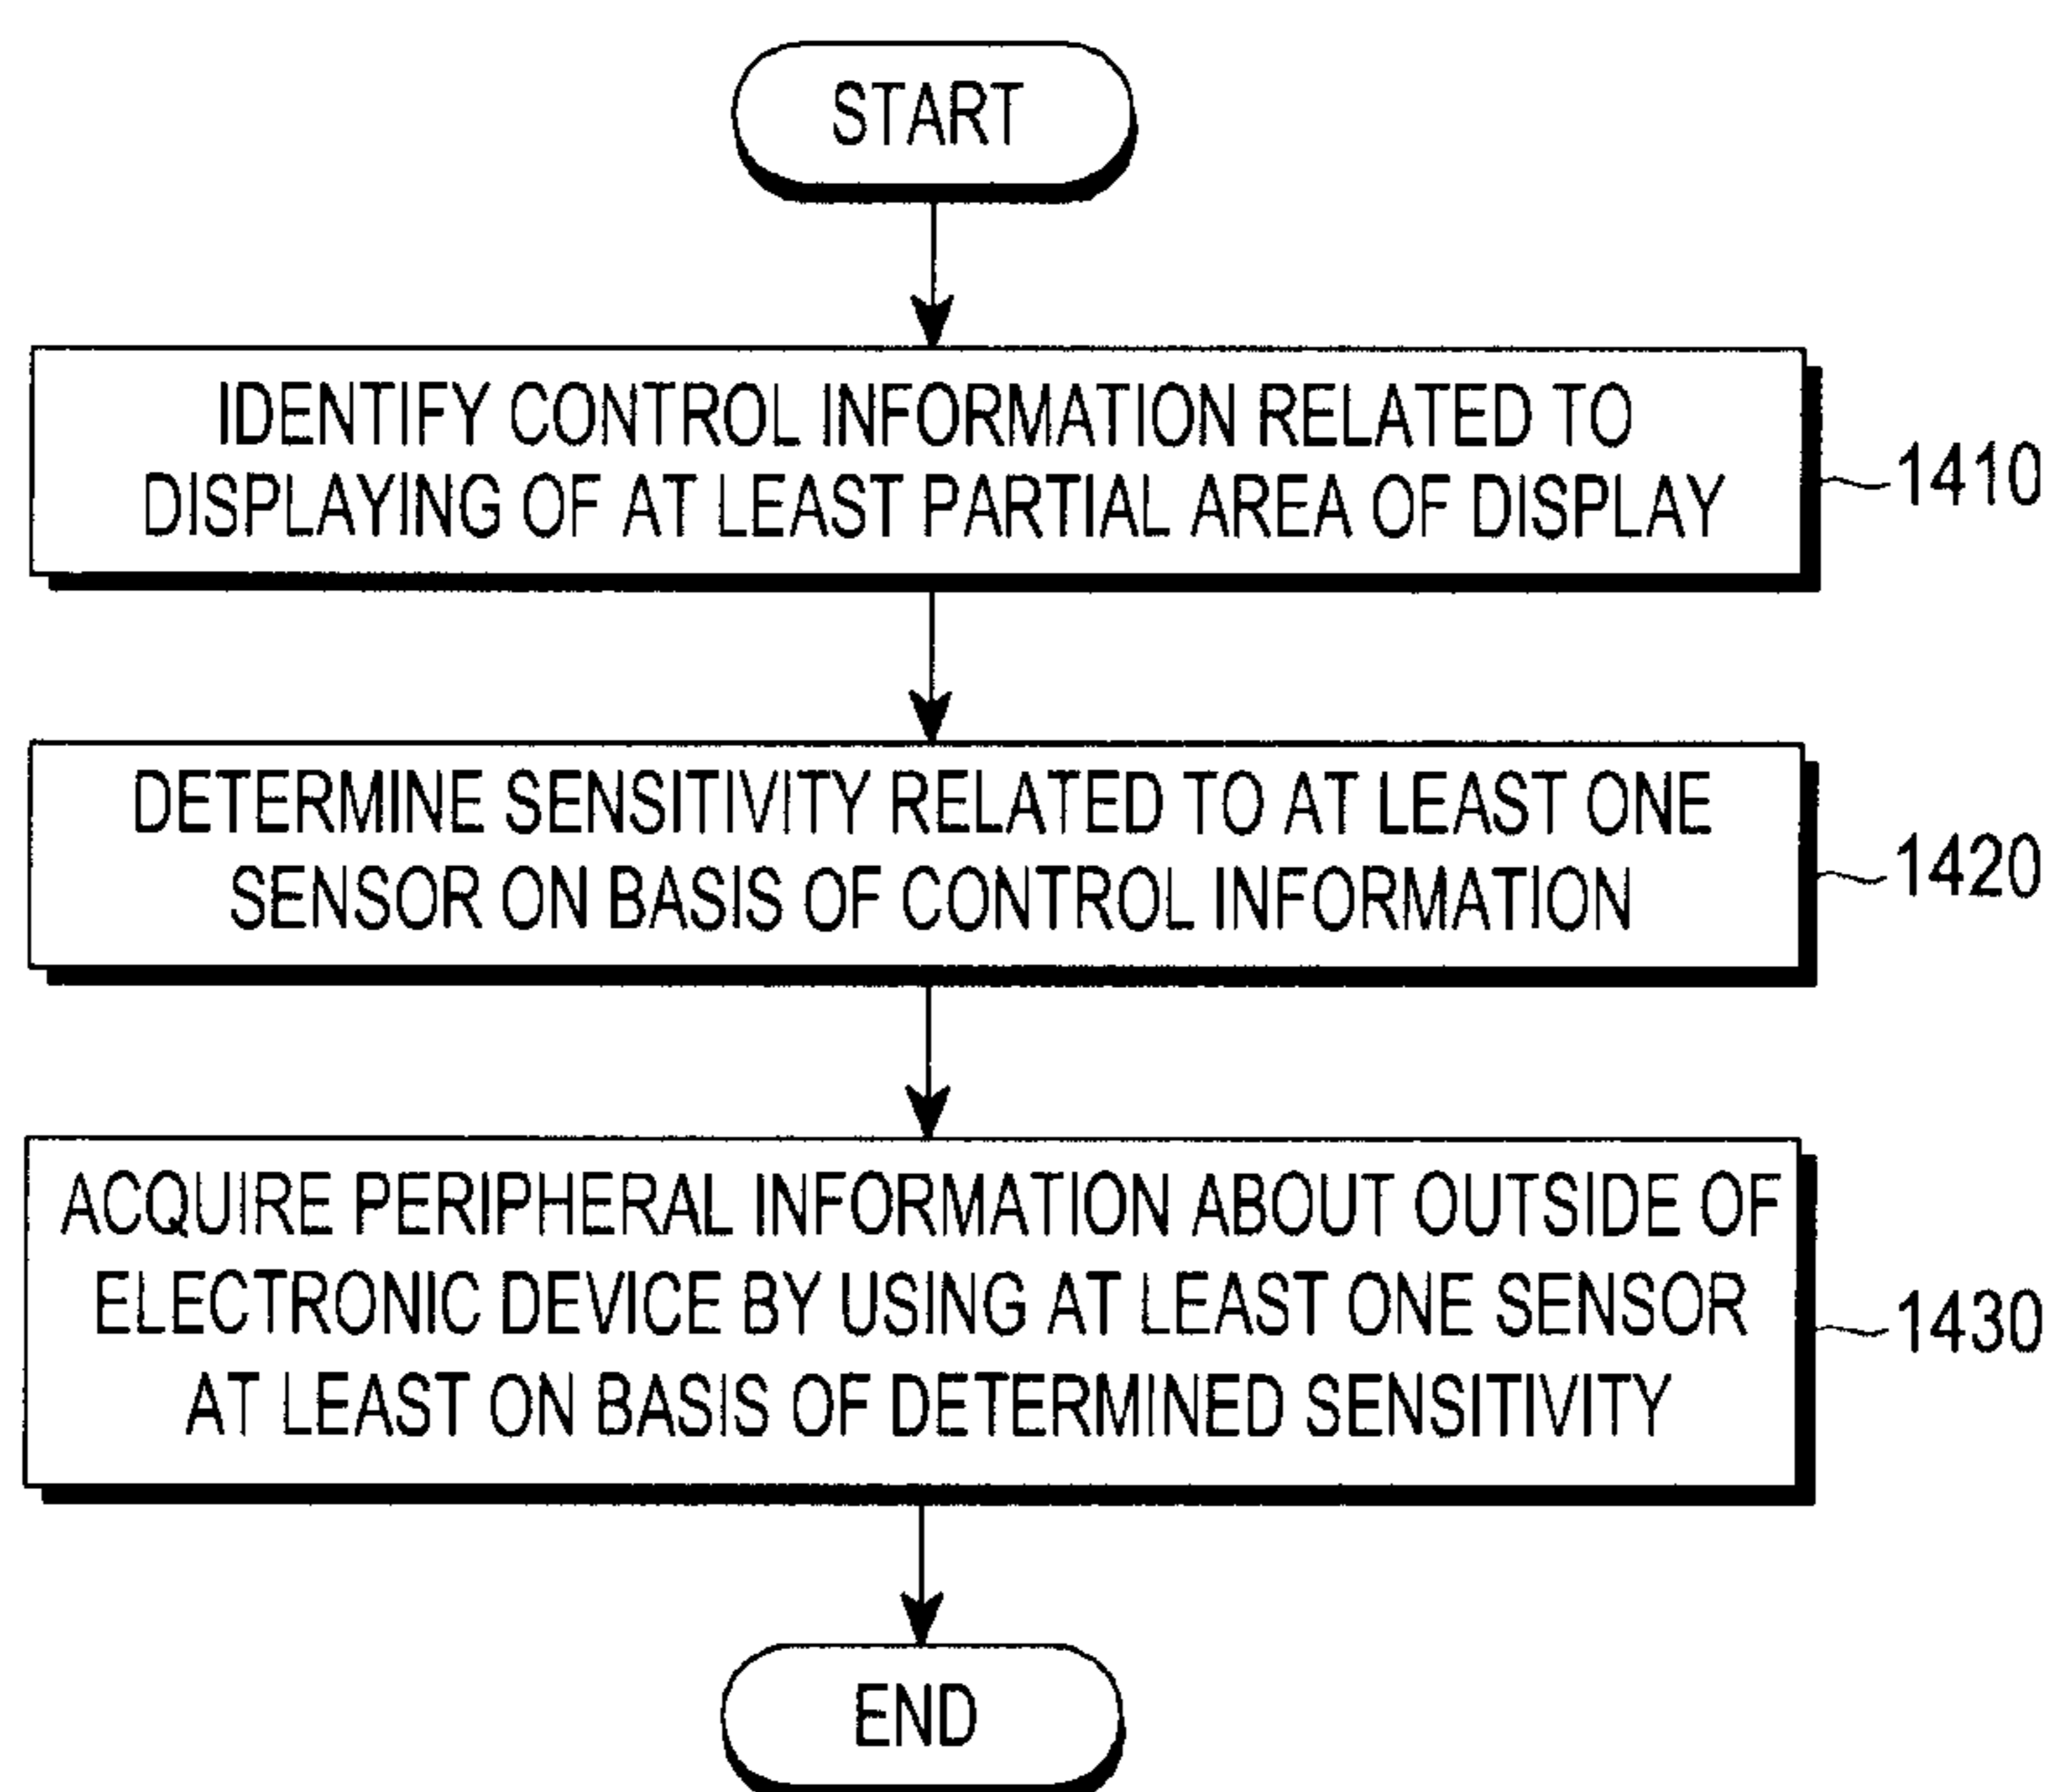 START
IDENTIFY CONTROL INFORMATION RELATED TO
DISPLAYING OF AT LEAST PARTIAL AREA OF DISPLAY
1410
DETERMINE SENSITIVITY RELATED TO AT LEAST ONE
SENSOR ON BASIS OF CONTROL INFORMATION
1420
ACQUIRE PERIPHERAL INFORMATION ABOUT OUTSIDE OF
ELECTRONIC DEVICE BY USING AT LEAST ONE SENSOR
AT LEAST ON BASIS OF DETERMINED SENSITIVITY
1430
END